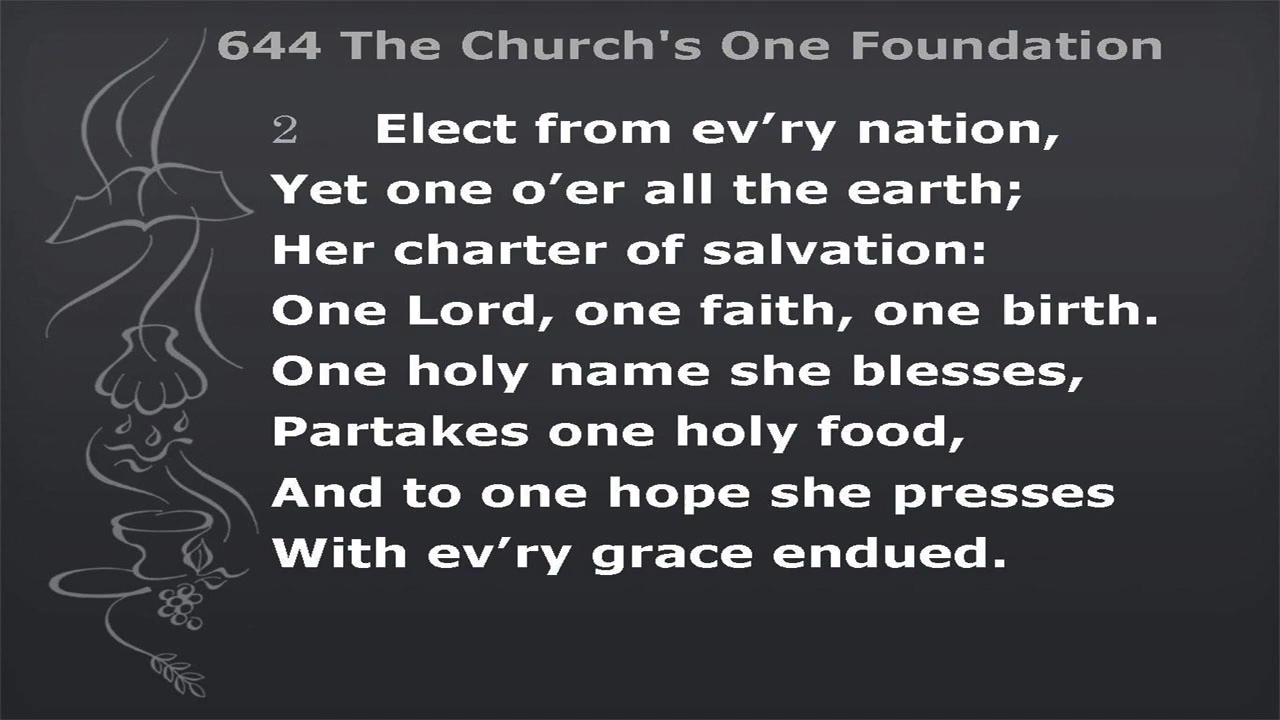 644 The Church's One Foundation
2 Elect from ev’ry nation,
Yet one o’er all the earth;
Her charter of salvation:
One Lord, one faith, one birth.
One holy name she blesses,
Partakes one holy food,
And to one hope she presses
With ev’ry grace endued.